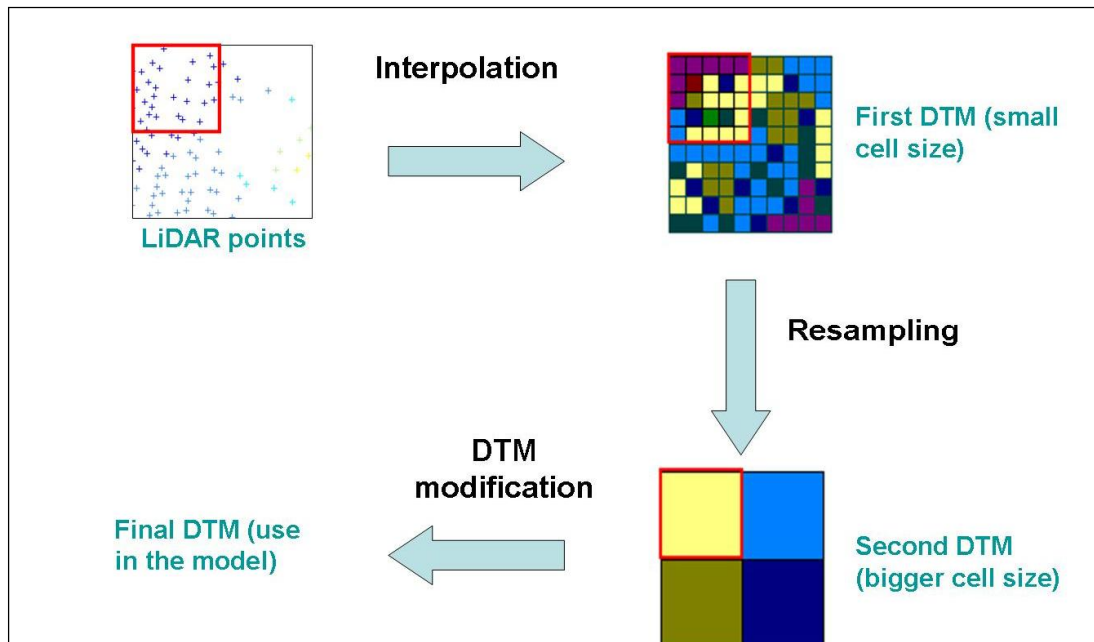 Interpolation
LiDAR points
First DTM (small
cell size)
Resampling
Second DTM
(bigger cell size)
DTM
modification
Final DTM (use
in the model)